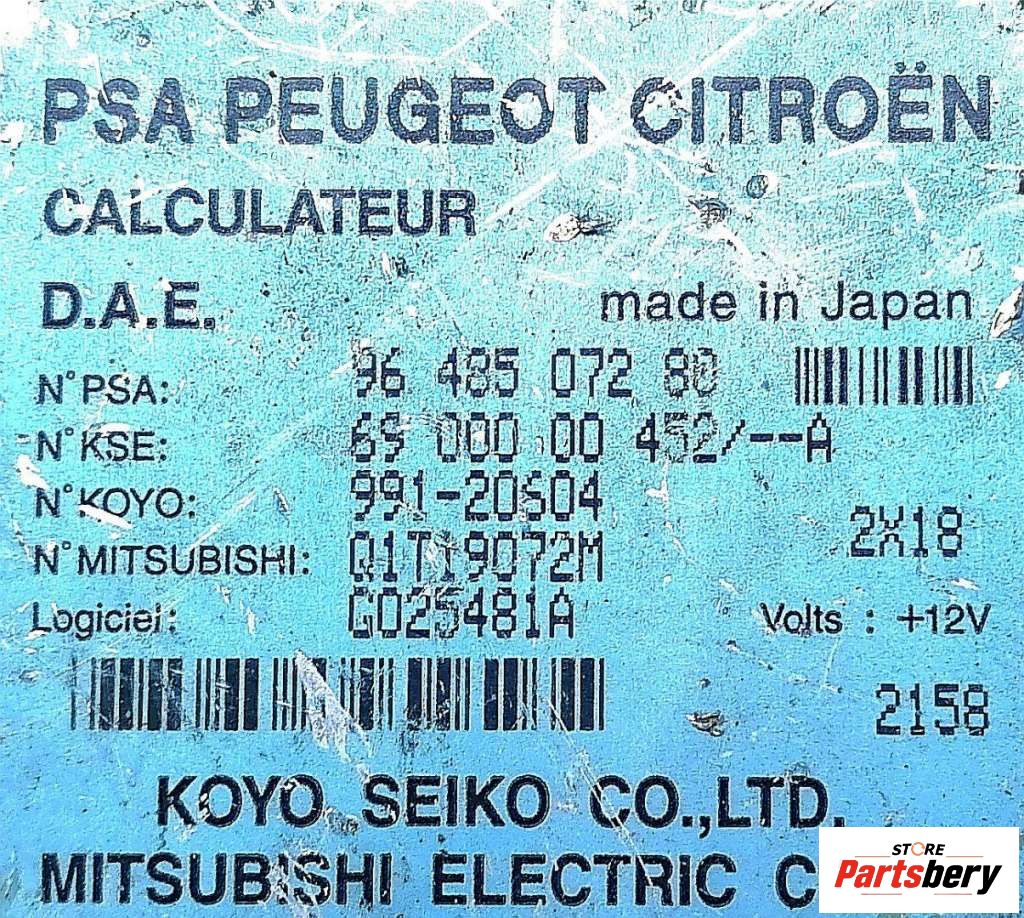 PSA PEUGEOT CITROËN
CALCULATEUR
D.A.E. made in Japan
N° PSA: 96 485 072 80
N° KSE: 69 000 00 452/--A
N° KOYO: 991-20604
2X18
N° MITSUBISHI: Q1T19072M
Logiciel: G025481A Volts : +12V
2158
KOYO SEIKO CO.,LTD.
MITSUBISHI ELECTRIC C
STORE
Partsbery